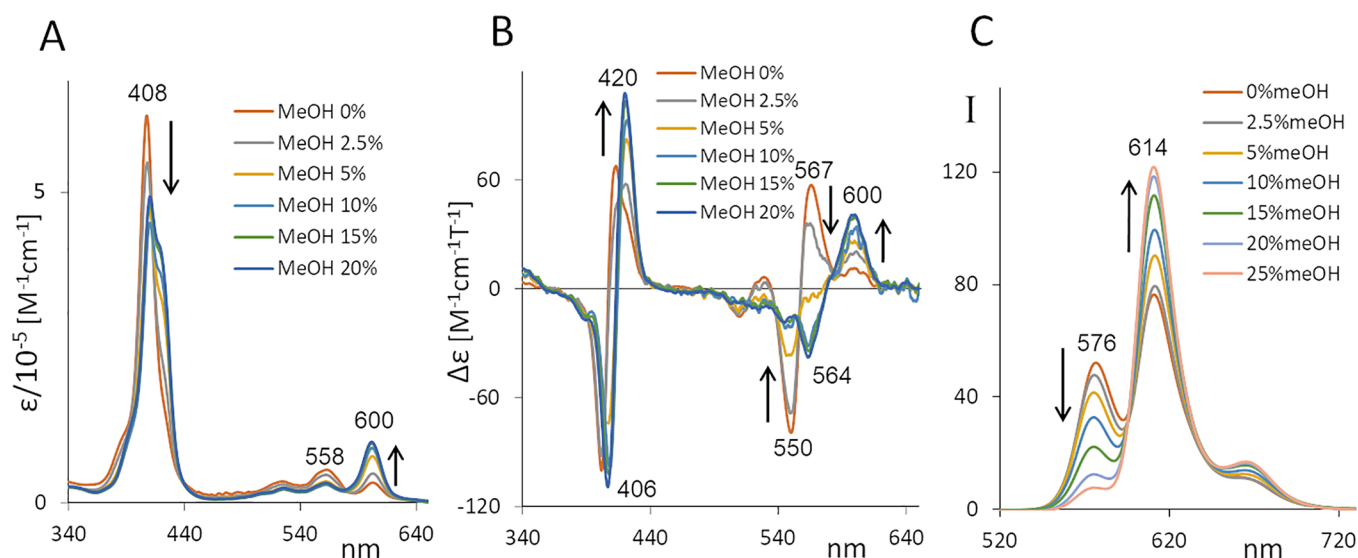 A
408
MeOH 0%
MeOH 2.5%
MeOH 5%
MeOH 10%
MeOH 15%
MeOH 20%
558
600
ε/10⁻⁵ [M⁻¹cm⁻¹]
5
0
340
440
540
640
nm
B
420
MeOH 0%
MeOH 2.5%
MeOH 5%
MeOH 10%
MeOH 15%
MeOH 20%
567
600
564
550
406
Δε [M⁻¹cm⁻¹T⁻¹]
60
0
-60
-120
340
440
540
640
nm
C
I
0%meOH
2.5%meOH
5%meOH
10%meOH
15%meOH
20%meOH
25%meOH
614
576
120
80
40
0
520
620
720
nm